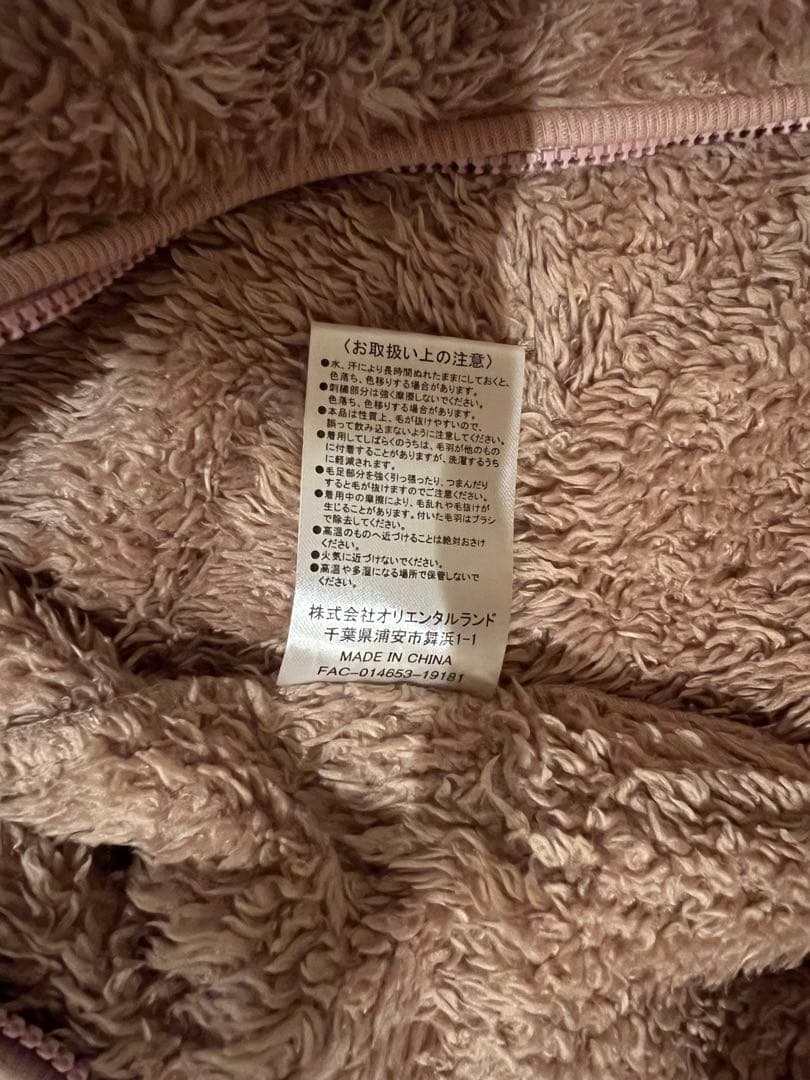 〈お取扱い上の注意〉
●水、汗により長時間ぬれたままにしておくと、
色落ち、色移りする場合があります。
●刺繍部分は強く摩擦しないでください。
色落ち、色移りする場合があります。
●本品は性質上、毛が抜けやすいので、
誤って飲み込まないように注意してください。
●着用してしばらくのうちは、毛羽が他のもの
に付着することがありますが、洗濯するうち
に軽減されます。
●毛足部分を強く引っ張ったり、つまんだり
すると毛が抜けますのでご注意ください。
●着用中の摩擦により、毛乱れや毛抜けが
生じることがあります。付いた毛羽はブラシ
で除去してください。
●高温のものへ近づけることは絶対おさけ
ください。
●火気に近づけないでください。
●高温や多湿になる場所で保管しないで
ください。
株式会社オリエンタルランド
千葉県浦安市舞浜1-1
MADE IN CHINA
FAC-014653-19181